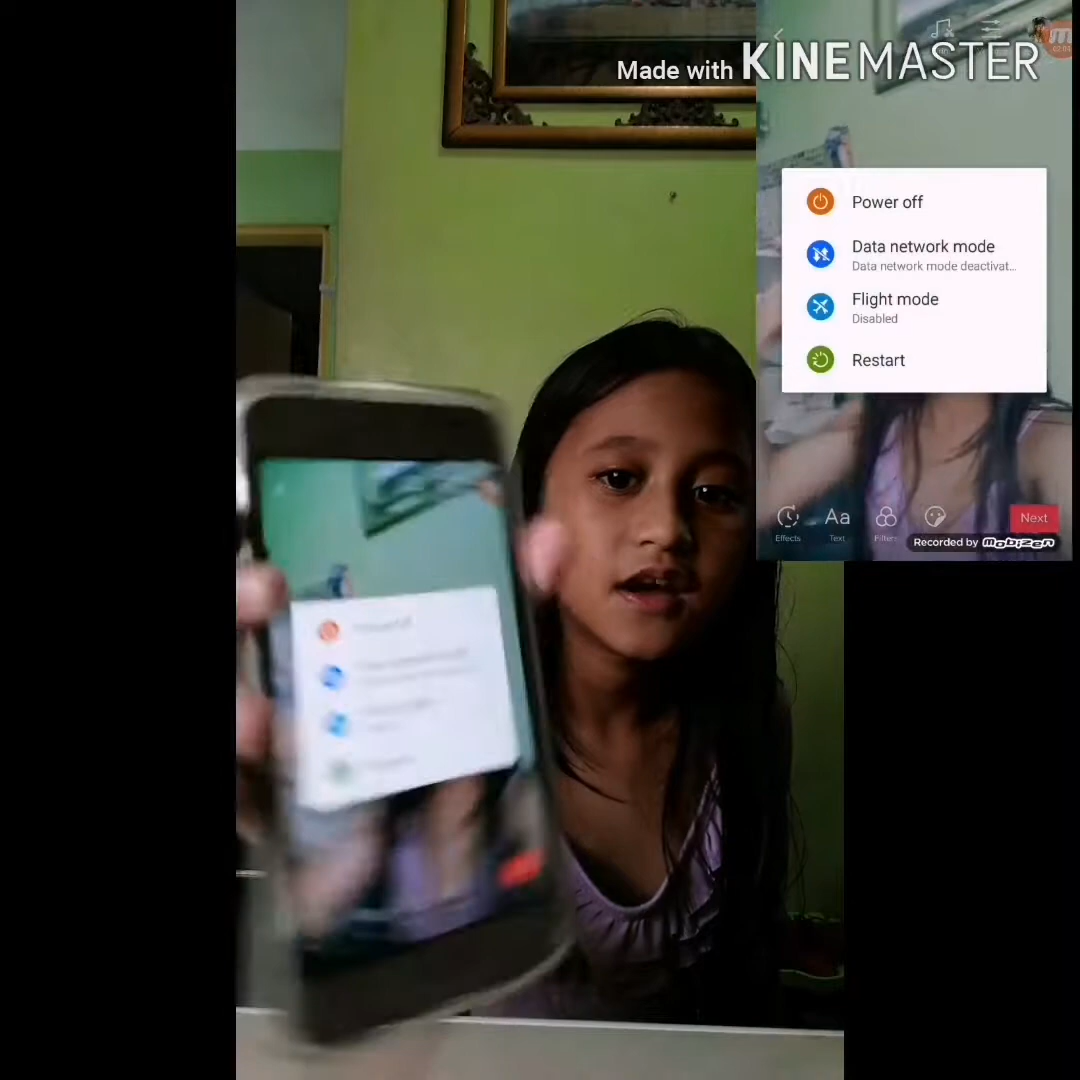 Made with KINEMASTER
Power off
Data network mode
Data network mode deactivat...
Flight mode
Disabled
Restart
Effects
Aa
Text
Filters
Next
Recorded by mobizen